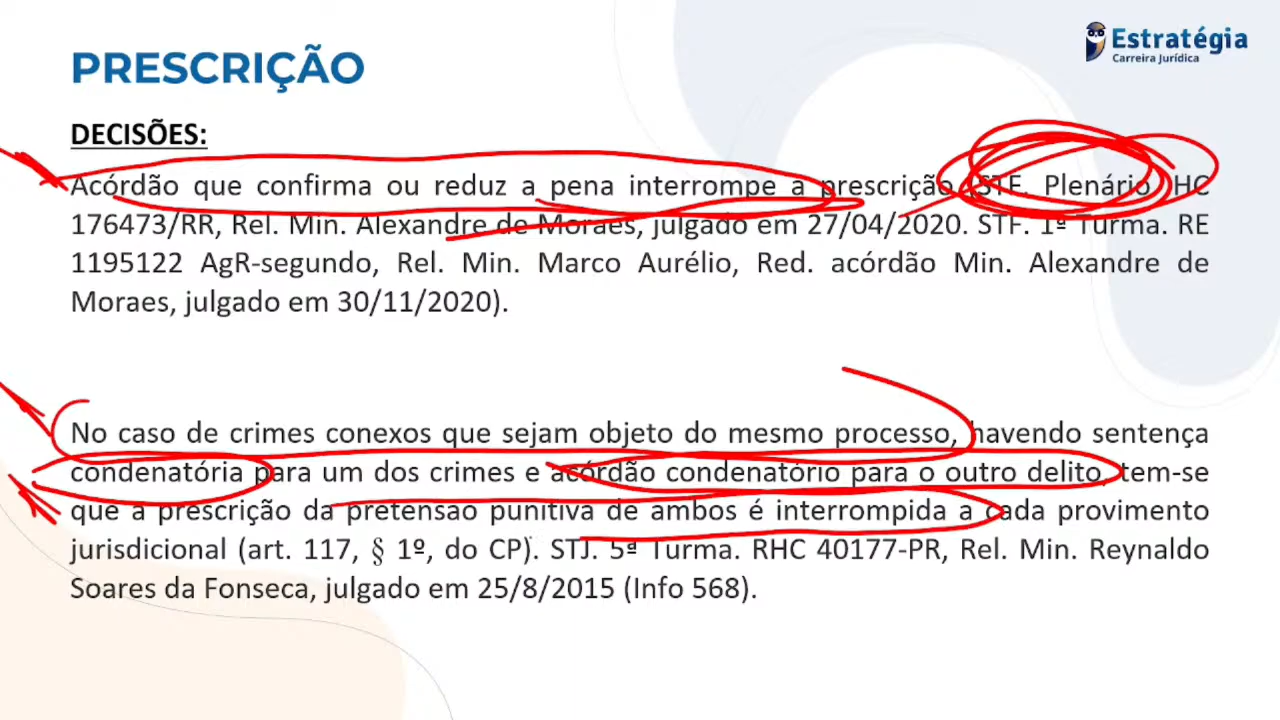 Estratégia
Carreira Jurídica
PRESCRIÇÃO
DECISÕES:
Acórdão que confirma ou reduz a pena interrompe a prescrição (STF. Plenário HC
176473/RR, Rel. Min. Alexandre de Moraes, julgado em 27/04/2020. STF. 1ª Turma. RE
1195122 AgR-segundo, Rel. Min. Marco Aurélio, Red. acórdão Min. Alexandre de
Moraes, julgado em 30/11/2020).
No caso de crimes conexos que sejam objeto do mesmo processo, havendo sentença
condenatória para um dos crimes e acórdão condenatório para o outro delito, tem-se
que a prescrição da pretensão punitiva de ambos é interrompida a cada provimento
jurisdicional (art. 117, § 1º, do CP). STJ. 5ª Turma. RHC 40177-PR, Rel. Min. Reynaldo
Soares da Fonseca, julgado em 25/8/2015 (Info 568).